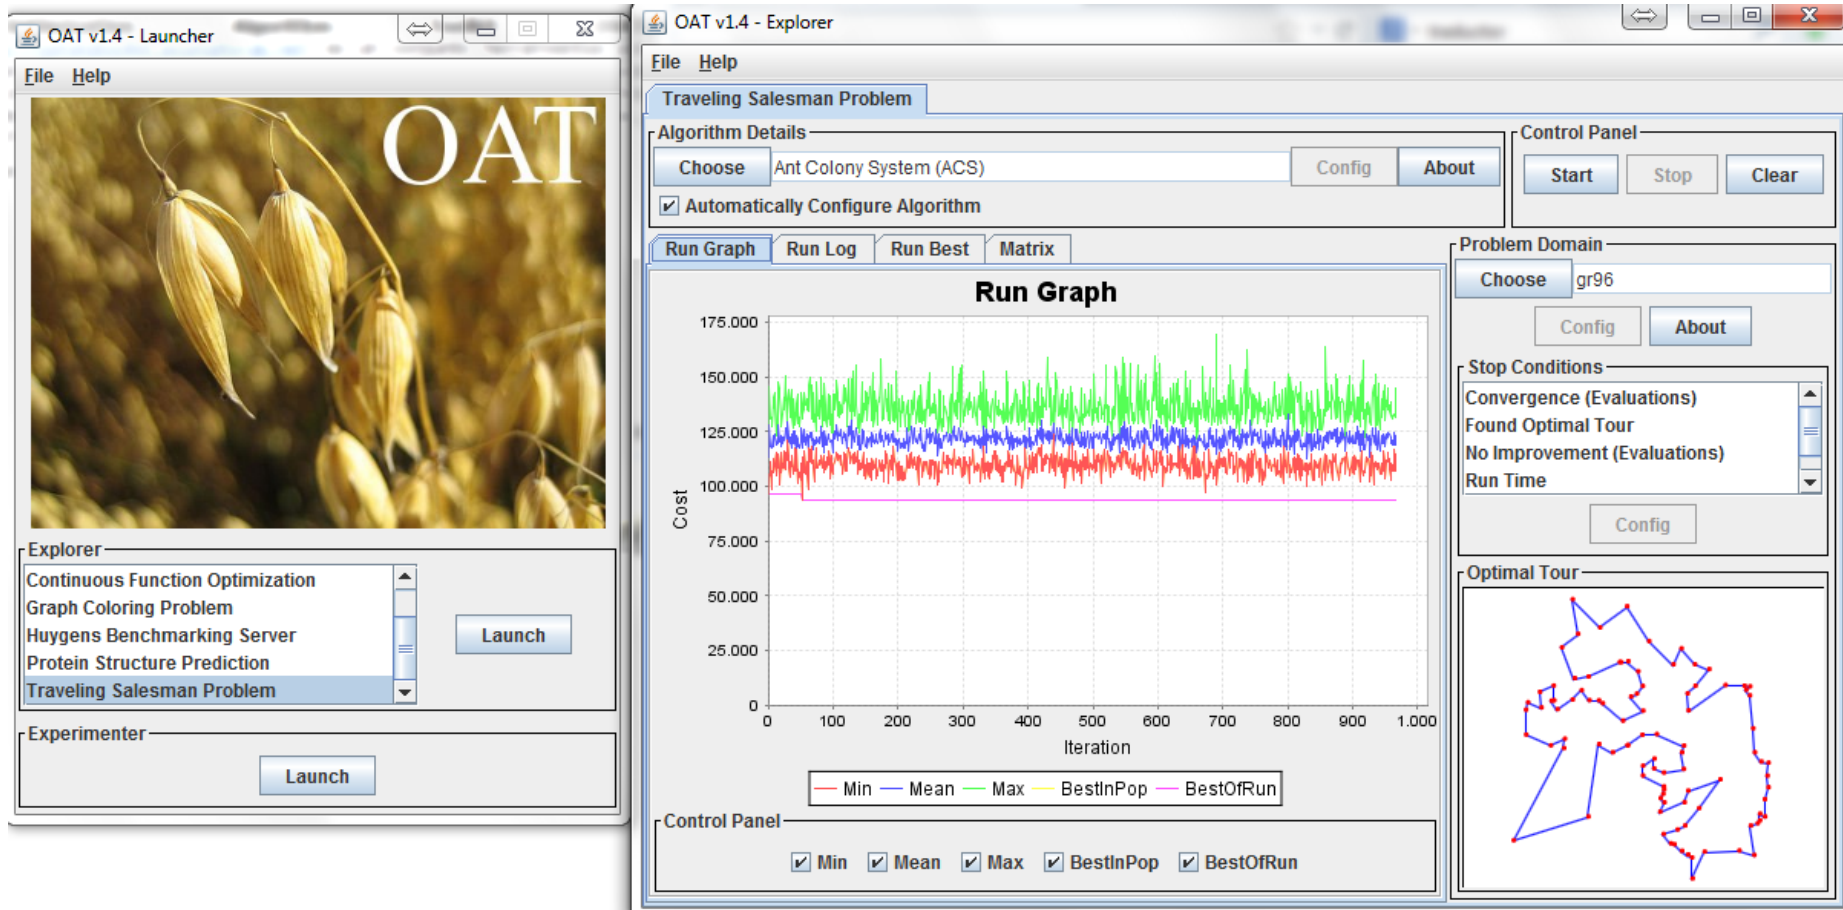 OAT v1.4 - Launcher
File Help
OAT
Explorer
Continuous Function Optimization
Graph Coloring Problem
Huygens Benchmarking Server
Protein Structure Prediction
Traveling Salesman Problem
Launch
Experimenter
Launch
OAT v1.4 - Explorer
File Help
Traveling Salesman Problem
Algorithm Details
Choose Ant Colony System (ACS) Config About
Automatically Configure Algorithm
Control Panel
Start Stop Clear
Run Graph Run Log Run Best Matrix
Run Graph
175.000
150.000
125.000
100.000
75.000
50.000
25.000
0
Cost
0 100 200 300 400 500 600 700 800 900 1.000
Iteration
Min Mean Max BestInPop BestOfRun
Control Panel
Min Mean Max BestInPop BestOfRun
Problem Domain
Choose gr96
Config About
Stop Conditions
Convergence (Evaluations)
Found Optimal Tour
No Improvement (Evaluations)
Run Time
Config
Optimal Tour